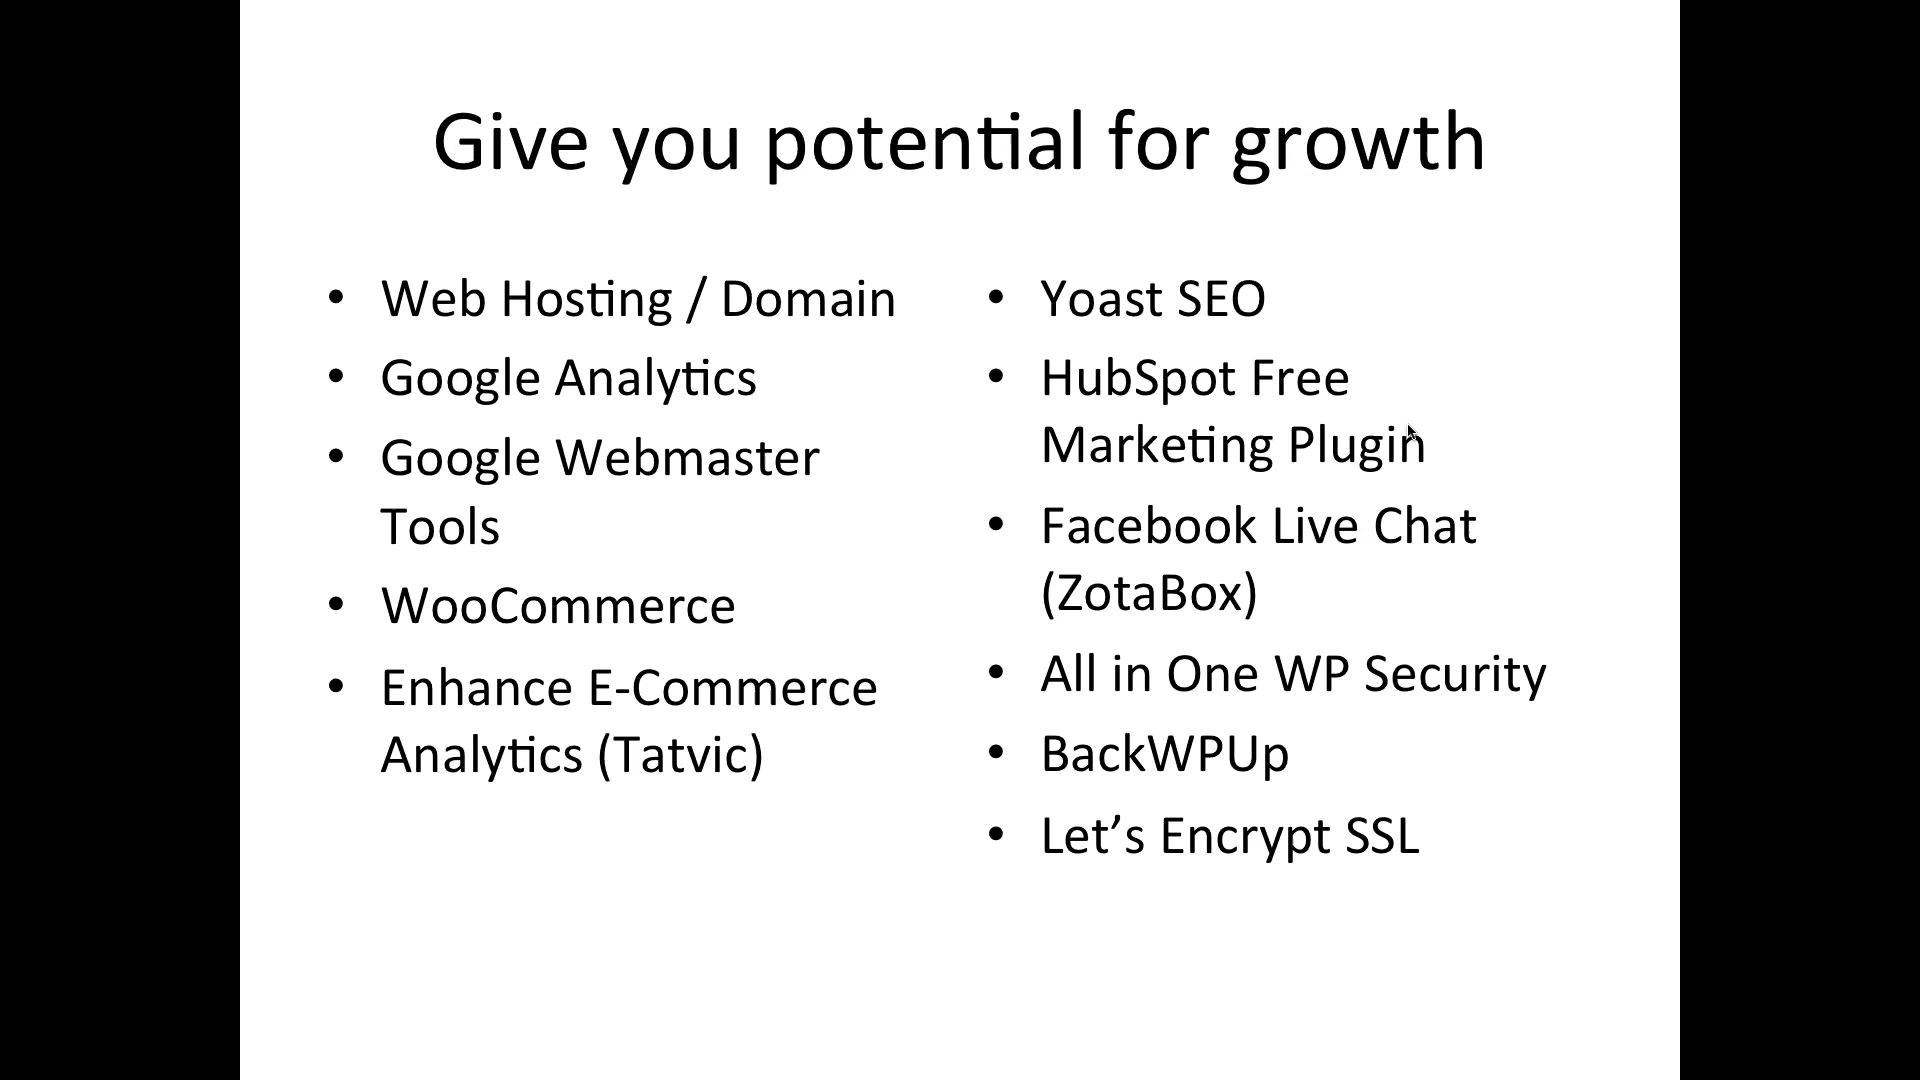 Give you potential for growth
• Web Hosting / Domain
• Google Analytics
• Google Webmaster
Tools
• WooCommerce
• Enhance E-Commerce
Analytics (Tatvic)
• Yoast SEO
• HubSpot Free
Marketing Plugin
• Facebook Live Chat
(ZotaBox)
• All in One WP Security
• BackWPUp
• Let’s Encrypt SSL